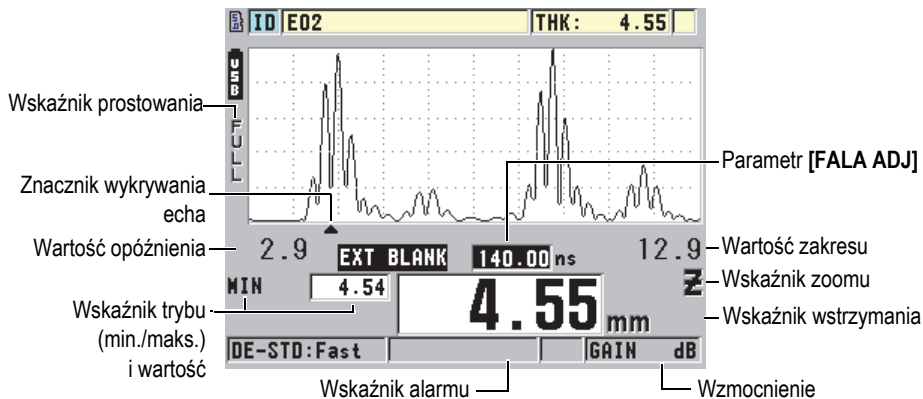 SD ID E02 THK: 4.55
USB
FULL
Wskaźnik prostowania
Znacznik wykrywania
echa
Parametr [FALA ADJ]
Wartość opóźnienia
2.9
EXT BLANK 140.00 ns
12.9
Wartość zakresu
Z
Wskaźnik zoomu
MIN 4.54
4.55 mm
Wskaźnik trybu
(min./maks.)
i wartość
Wskaźnik wstrzymania
DE-STD:Fast GAIN dB
Wskaźnik alarmu
Wzmocnienie